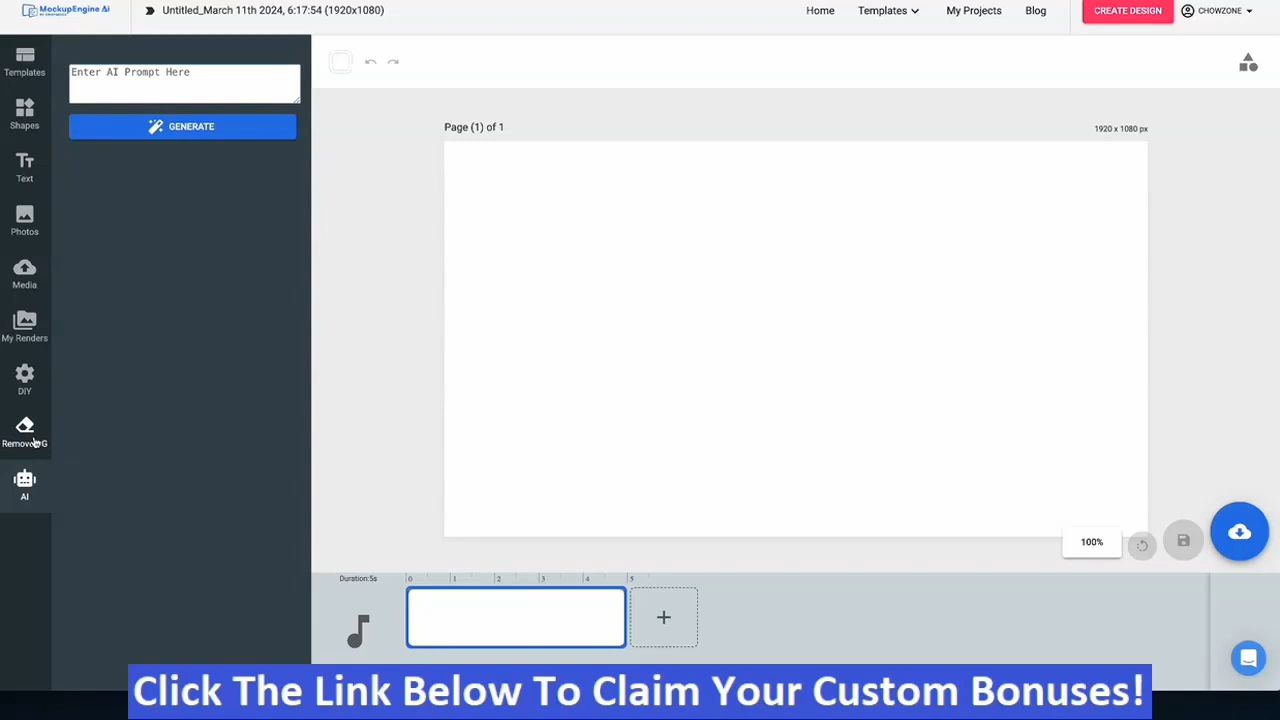 MockupEngine Ai
Untitled_March 11th 2024, 6:17:54 (1920x1080)
Home
Templates
My Projects
Blog
CREATE DESIGN
CHOWZONE
Templates
Shapes
Text
Photos
Media
My Renders
DIY
AI
Enter AI Prompt Here
GENERATE
Page (1) of 1
1920 x 1080 px
100%
Duration:5s
0 1 2 3 4 5
Click The Link Below To Claim Your Custom Bonuses!